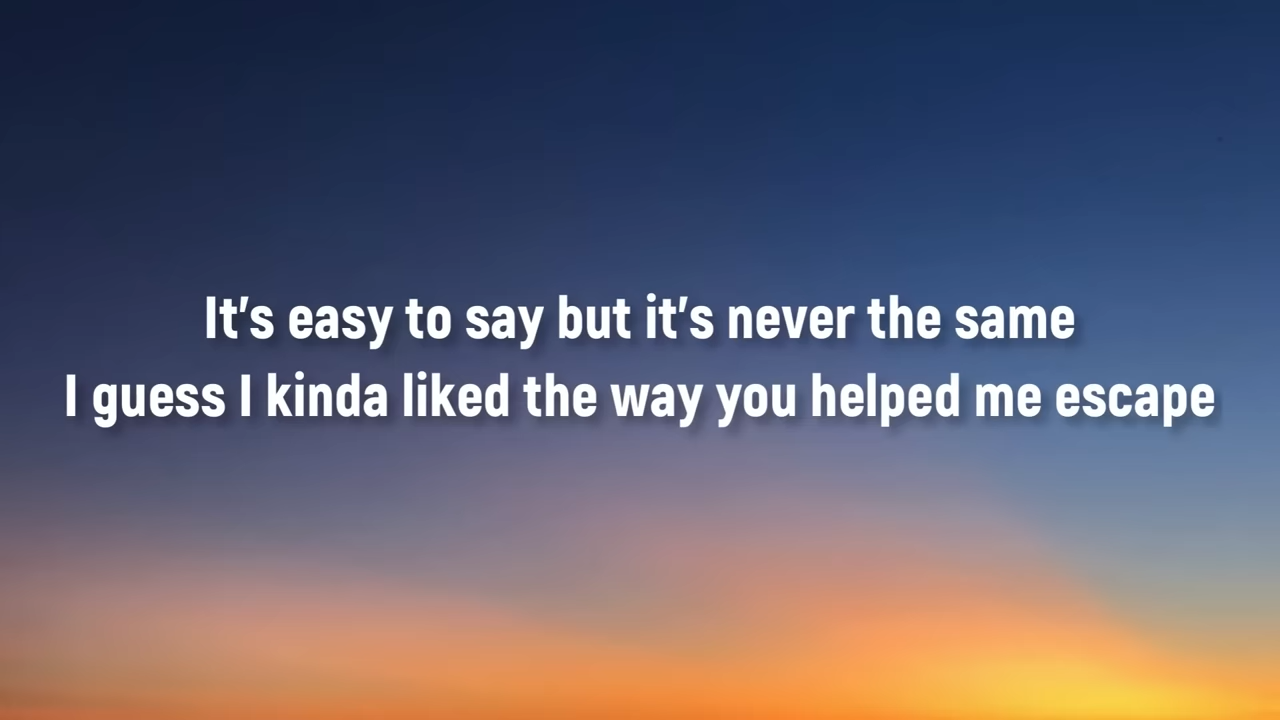 It's easy to say but it's never the same
I guess I kinda liked the way you helped me escape